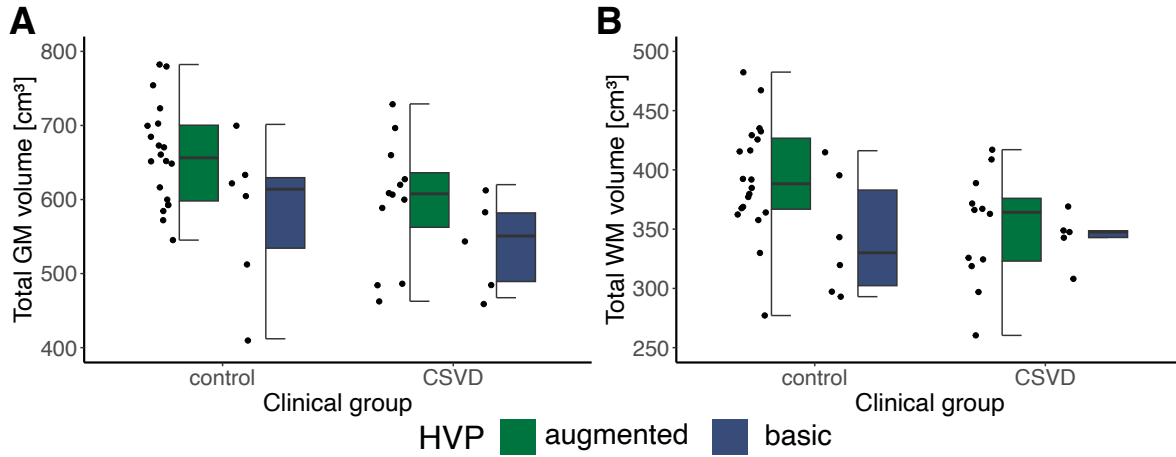 A
Total GM volume [cm³]
800
700
600
500
400
control
CSVD
Clinical group
B
Total WM volume [cm³]
500
450
400
350
300
250
control
CSVD
Clinical group
HVP augmented basic